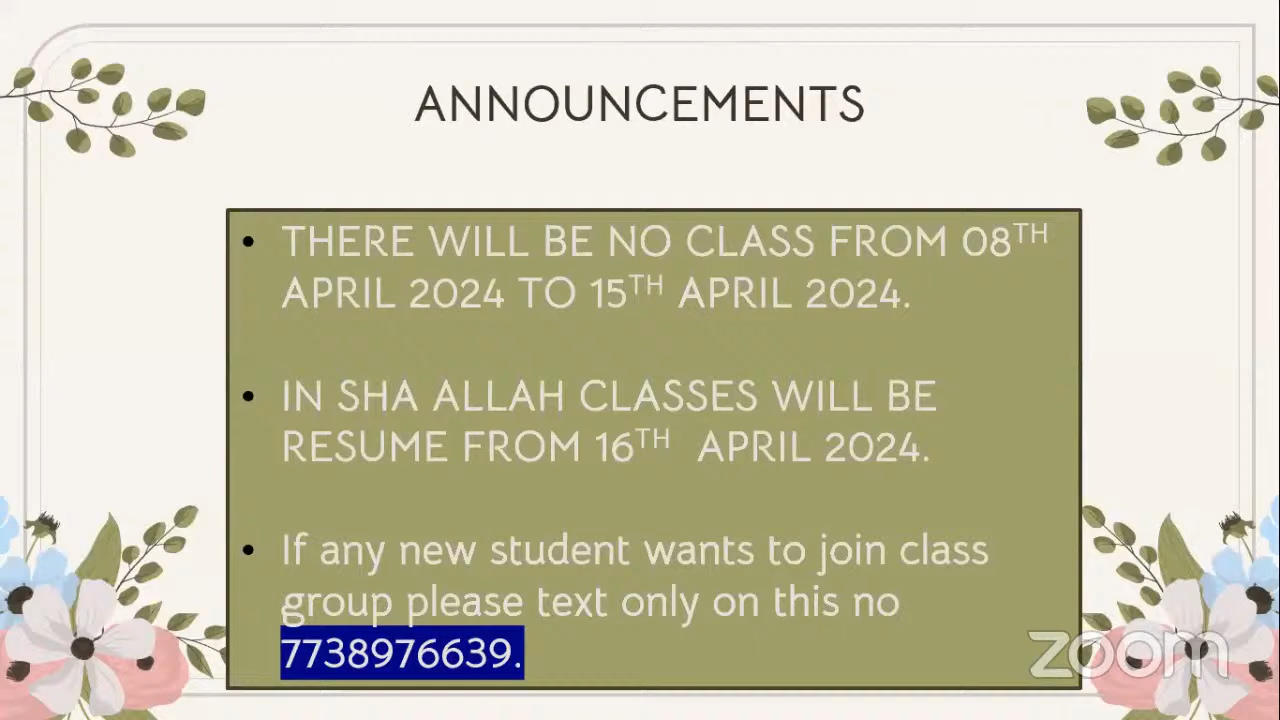 ANNOUNCEMENTS
• THERE WILL BE NO CLASS FROM 08TH
APRIL 2024 TO 15TH APRIL 2024.
• IN SHA ALLAH CLASSES WILL BE
RESUME FROM 16TH APRIL 2024.
• If any new student wants to join class
group please text only on this no
7738976639.
zoom